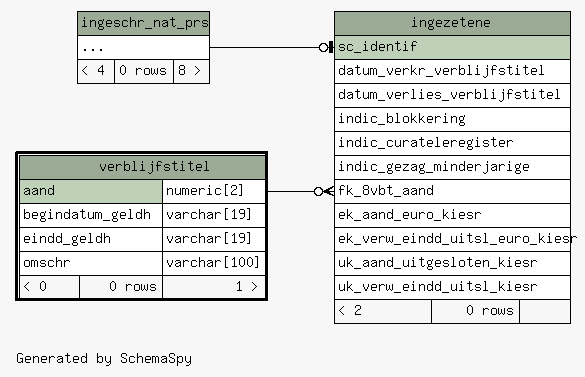 ingeschr_nat_prs
...
< 4 0 rows 8 >
ingezetene
sc_identif
datum_verkr_verblijfstitel
datum_verlies_verblijfstitel
indic_blokkering
indic_curateleregister
indic_gezag_minderjarige
fk_8vbt_aand
ek_aand_euro_kiesr
ek_verw_eindd_uitsl_euro_kiesr
uk_aand_uitgesloten_kiesr
uk_verw_eindd_uitsl_kiesr
< 2 0 rows
verblijfstitel
aand numeric[2]
begindatum_geldh varchar[19]
eindd_geldh varchar[19]
omschr varchar[100]
< 0 0 rows 1 >
Generated by SchemaSpy